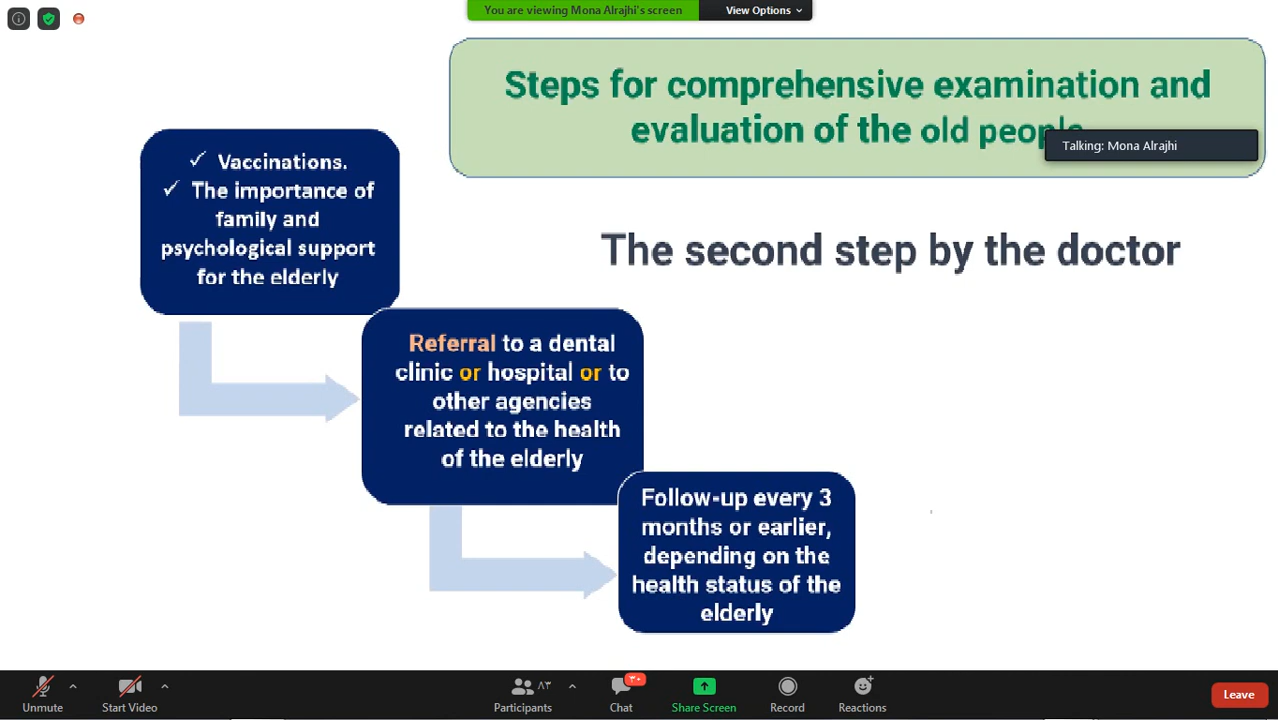 You are viewing Mona Alrajhi's screen
View Options
Steps for comprehensive examination and
evaluation of the old people
Talking: Mona Alrajhi
The second step by the doctor
✓ Vaccinations.
✓ The importance of
family and
psychological support
for the elderly
Referral to a dental
clinic or hospital or to
other agencies
related to the health
of the elderly
Follow-up every 3
months or earlier,
depending on the
health status of the
elderly
Unmute
Start Video
Participants
٨٣
Chat
٣٠
Share Screen
Record
Reactions
Leave